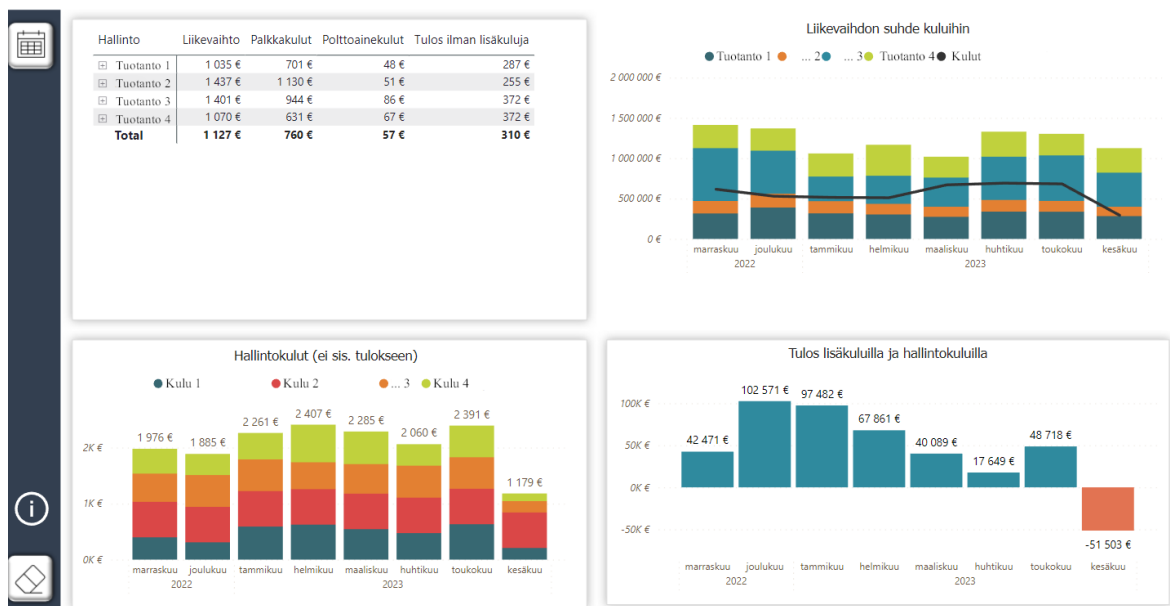 Hallinto Liikevaihto Palkkakulut Polttoainekulut Tulos ilman lisäkuluja
Tuotanto 1 1 035 € 701 € 48 € 287 €
Tuotanto 2 1 437 € 1 130 € 51 € 255 €
Tuotanto 3 1 401 € 944 € 86 € 372 €
Tuotanto 4 1 070 € 631 € 67 € 372 €
Total 1 127 € 760 € 57 € 310 €
Liikevaihdon suhde kuluihin
Tuotanto 1 ... 2 ... 3 Tuotanto 4 Kulut
2 000 000 €
1 500 000 €
1 000 000 €
500 000 €
0 €
marraskuu joulukuu tammikuu helmikuu maaliskuu huhtikuu toukokuu kesäkuu
2022 2023
Hallintokulut (ei sis. tulokseen)
Kulu 1 Kulu 2 ... 3 Kulu 4
1 976 € 1 885 € 2 261 € 2 407 € 2 285 € 2 060 € 2 391 € 1 179 €
2K €
1K €
0K €
marraskuu joulukuu tammikuu helmikuu maaliskuu huhtikuu toukokuu kesäkuu
2022 2023
Tulos lisäkuluilla ja hallintokuluilla
100K €
50K €
0K €
-50K €
42 471 € 102 571 € 97 482 € 67 861 € 40 089 € 17 649 € 48 718 € -51 503 €
marraskuu joulukuu tammikuu helmikuu maaliskuu huhtikuu toukokuu kesäkuu
2022 2023